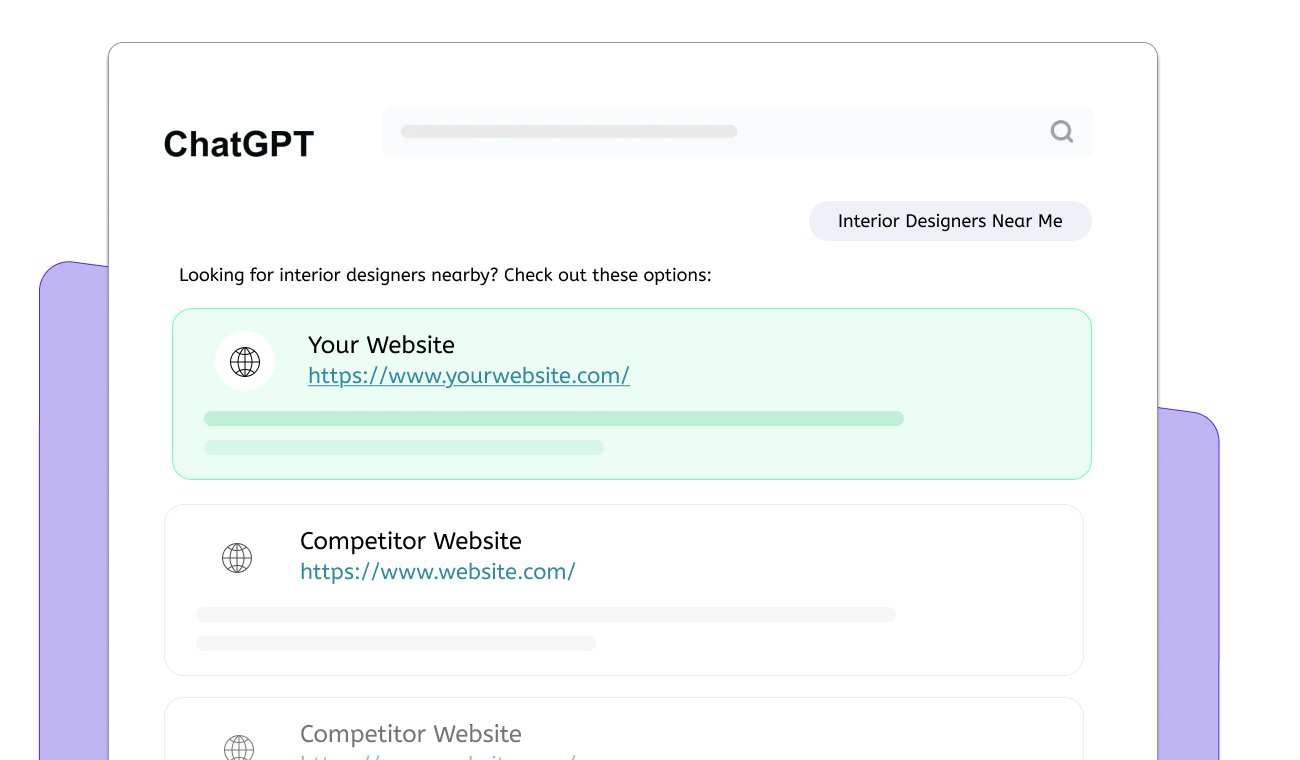 ChatGPT
Interior Designers Near Me
Looking for interior designers nearby? Check out these options:
Your Website
https://www.yourwebsite.com/
Competitor Website
https://www.website.com/
Competitor Website